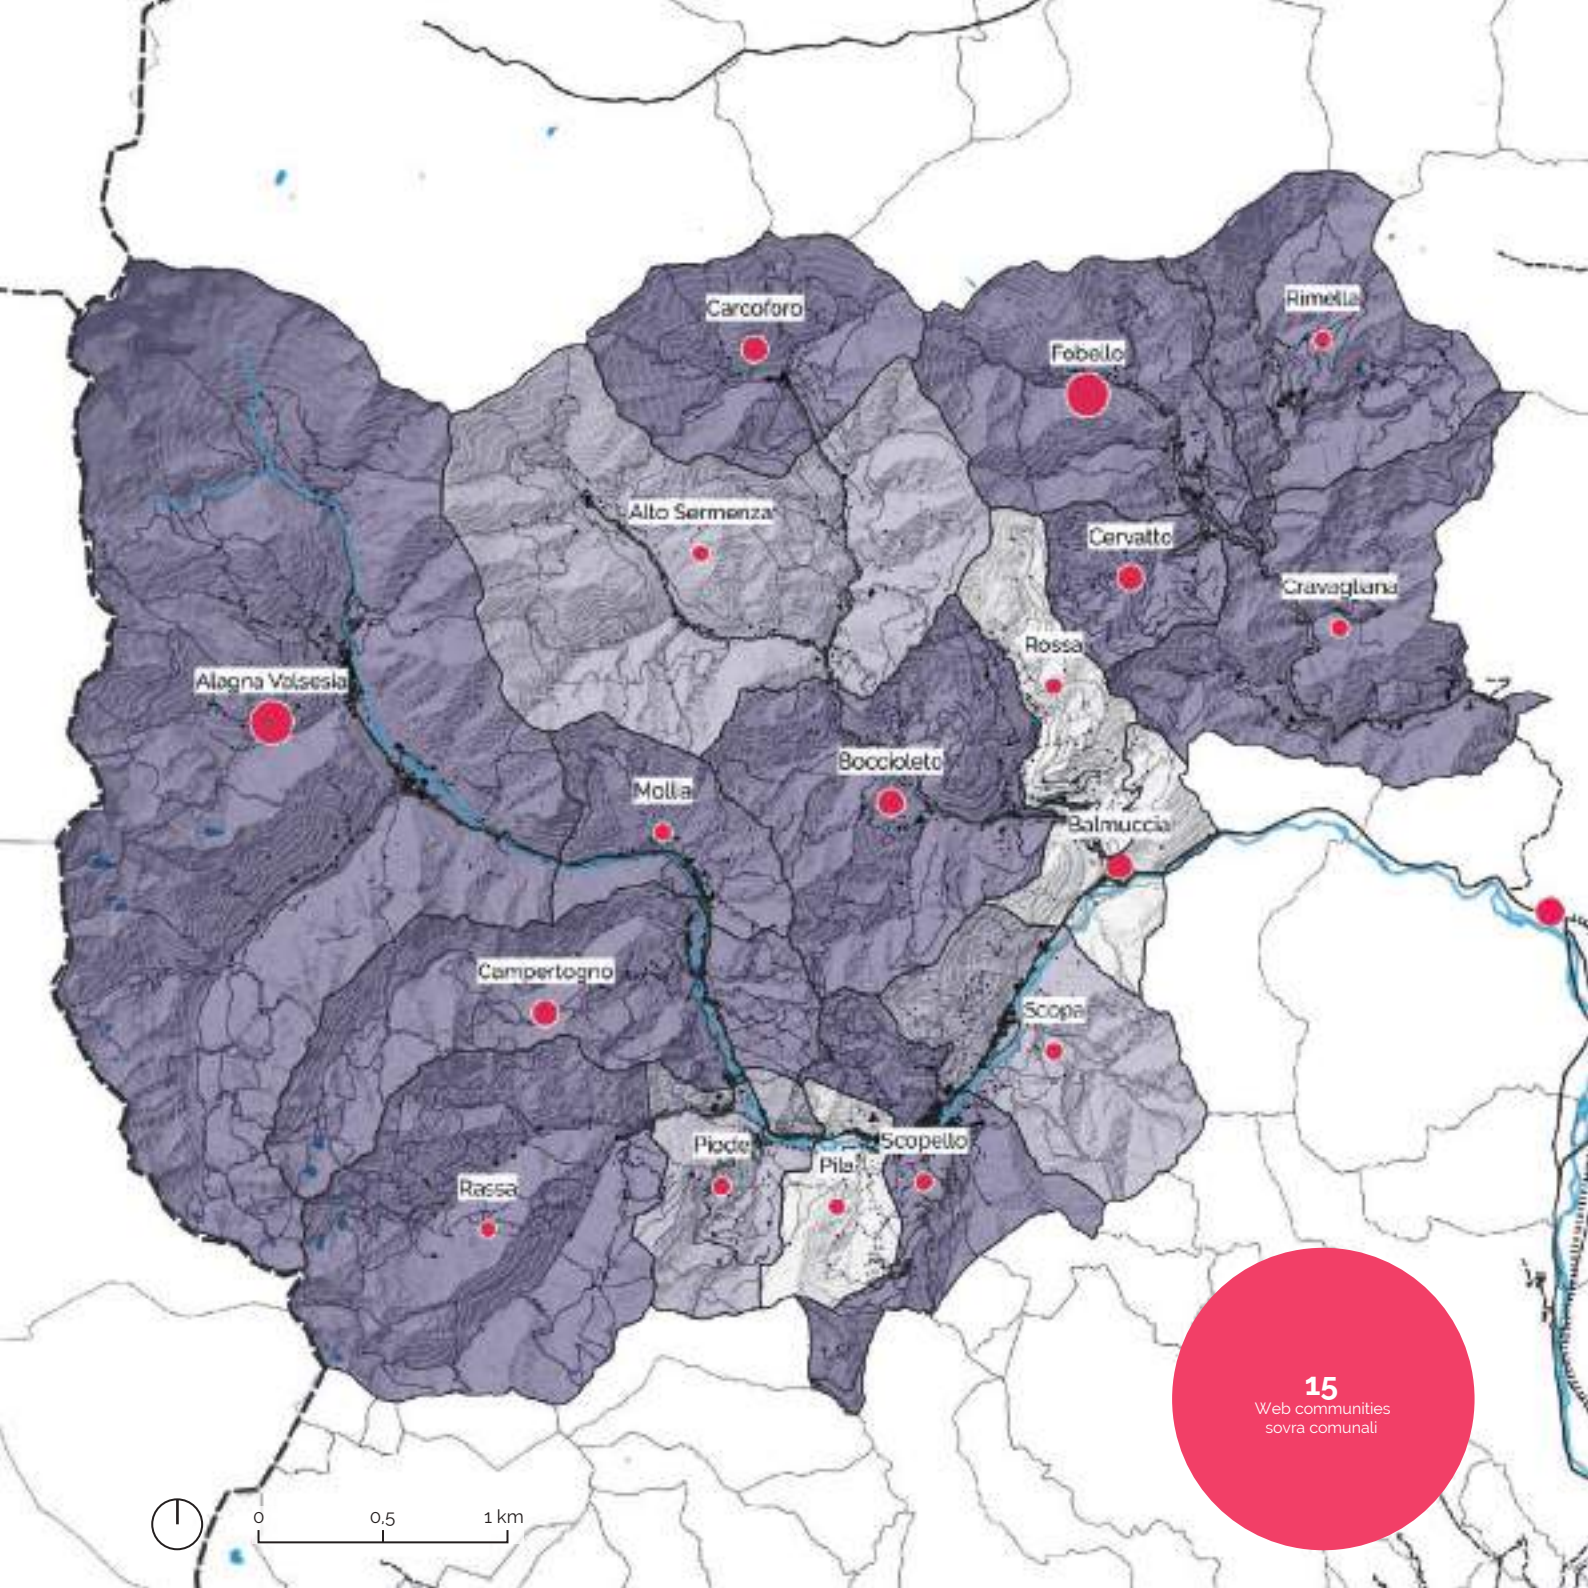 Carcoforo
Rimella
Fobello
Alto Sermenza
Cervatto
Cravagliana
Rossa
Alagna Valsesia
Boccioleto
Mollia
Balmuccia
Campertogno
Scopa
Piode
Scopello
Pila
Rassa
15
Web communities
sovra comunali
0
0,5
1 km